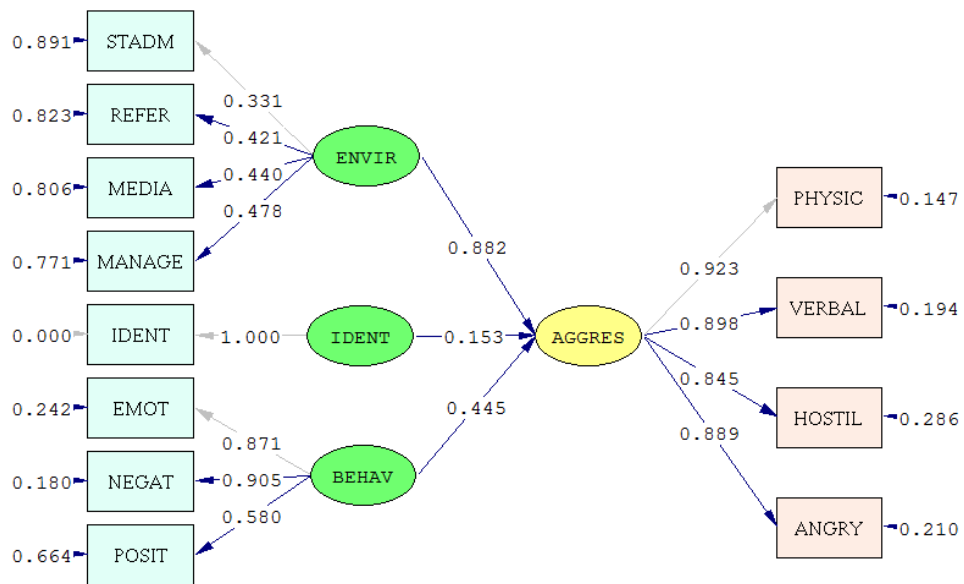 0.891 STADM
0.331
0.823 REFER
0.421
ENVIR
0.806 MEDIA
0.440
0.478
0.771 MANAGE
0.882
0.000 IDENT
1.000
IDENT
0.153
AGGRES
0.242 EMOT
0.871
0.445
0.180 NEGAT
0.905
BEHAV
0.580
0.664 POSIT
PHYSIC 0.147
0.923
VERBAL 0.194
0.898
0.845
HOSTIL 0.286
0.889
ANGRY 0.210